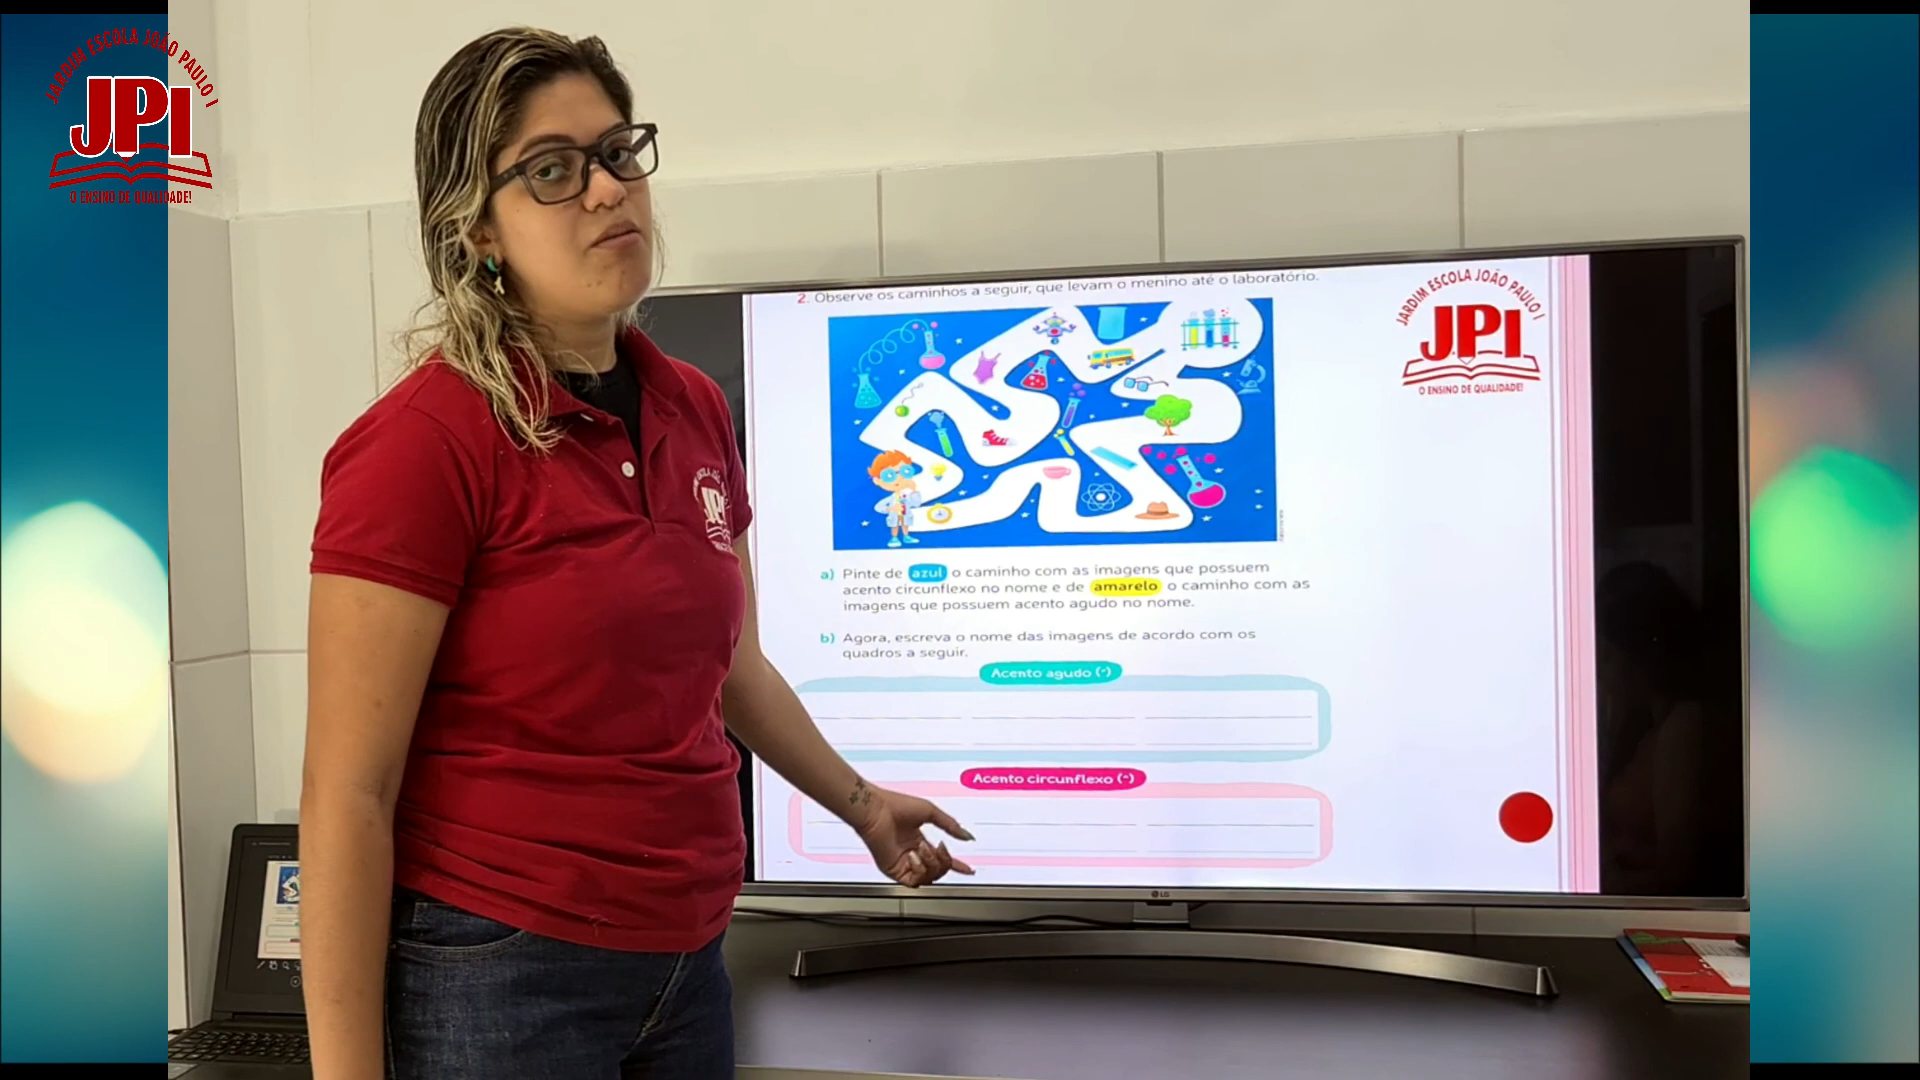 JARDIM ESCOLA JOÃO PAULO I
JPI
O ENSINO DE QUALIDADE!
2. Observe os caminhos a seguir, que levam o menino até o laboratório.
JARDIM ESCOLA JOÃO PAULO I
JPI
O ENSINO DE QUALIDADE!
a) Pinte de azul o caminho com as imagens que possuem
acento circunflexo no nome e de amarelo o caminho com as
imagens que possuem acento agudo no nome.
b) Agora, escreva o nome das imagens de acordo com os
quadros a seguir.
Acento agudo (´)
Acento circunflexo (^)
JPI
LG